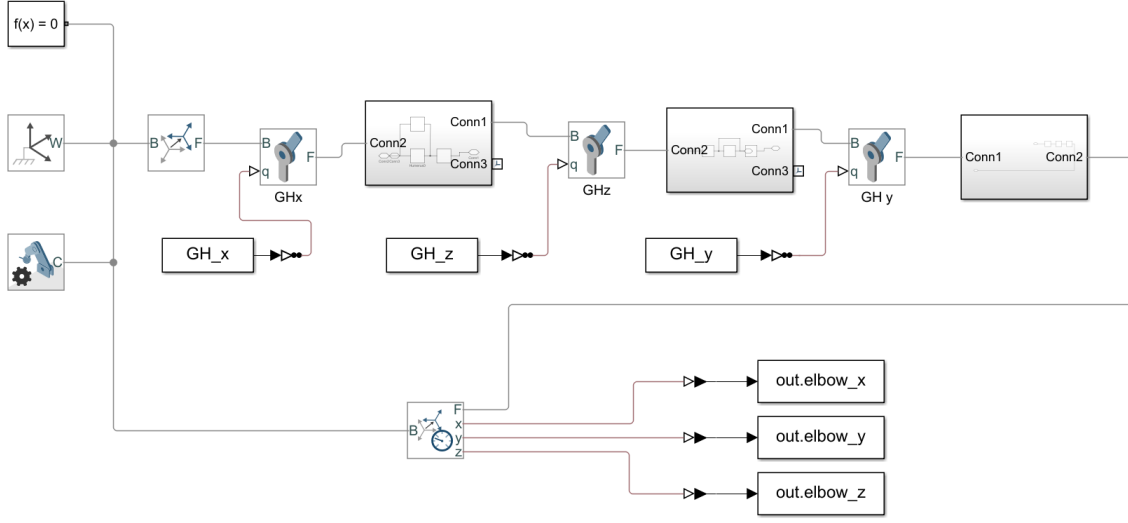 f(x) = 0
W
B
F
B
F
q
GHx
Conn2
Conn1
Conn3
B
F
q
GHz
Conn2
Conn1
Conn3
B
F
q
GH y
Conn1
Conn2
C
GH_x
GH_z
GH_y
B
F
x
y
z
out.elbow_x
out.elbow_y
out.elbow_z